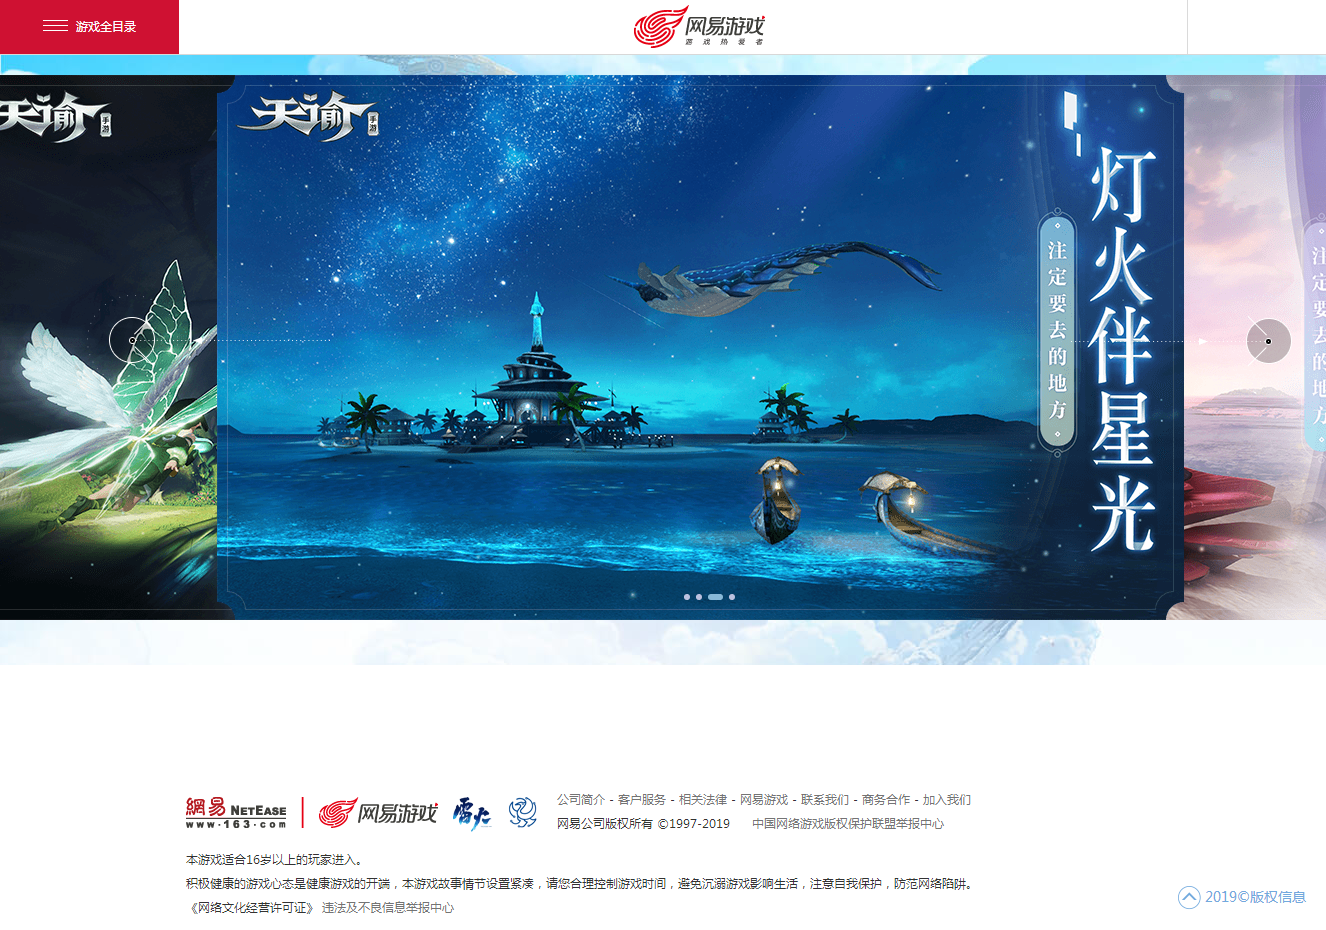 游戏全目录
网易游戏
游戏热爱者
天谕
手游
天谕
手游
灯火伴星光
注定要去的地方
注定要去的地方
網易 NETEASE
www.163.com
网易游戏
雷火
公司简介 - 客户服务 - 相关法律 - 网易游戏 - 联系我们 - 商务合作 - 加入我们
网易公司版权所有 ©1997-2019 中国网络游戏版权保护联盟举报中心
本游戏适合16岁以上的玩家进入。
积极健康的游戏心态是健康游戏的开端，本游戏故事情节设置紧凑，请您合理控制游戏时间，避免沉溺游戏影响生活，注意自我保护，防范网络陷阱。
《网络文化经营许可证》 违法及不良信息举报中心
2019©版权信息